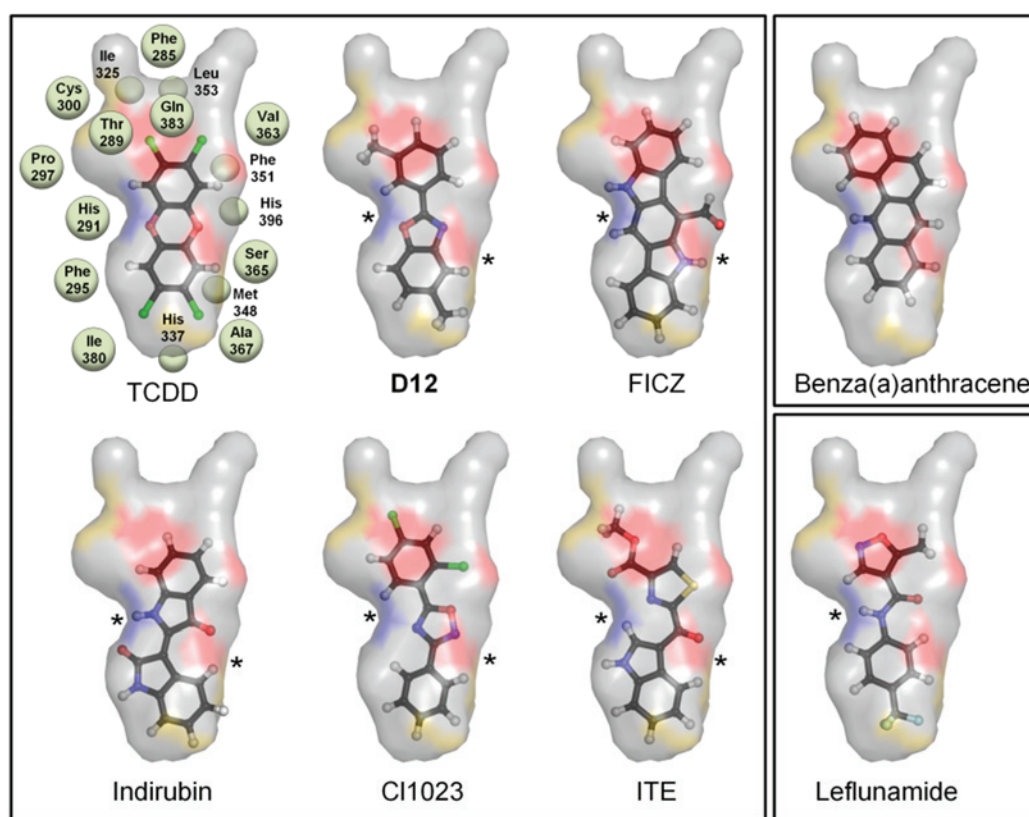 Phe
285
Ile
325
Leu
353
Cys
300
Gln
383
Thr
289
Val
363
Pro
297
Phe
351
His
291
His
396
Ser
365
Phe
295
Met
348
His
337
Ala
367
Ile
380
TCDD
*
*
D12
*
*
FICZ
Benza(a)anthracene
*
*
Indirubin
*
*
CI1023
*
*
ITE
*
Leflunamide